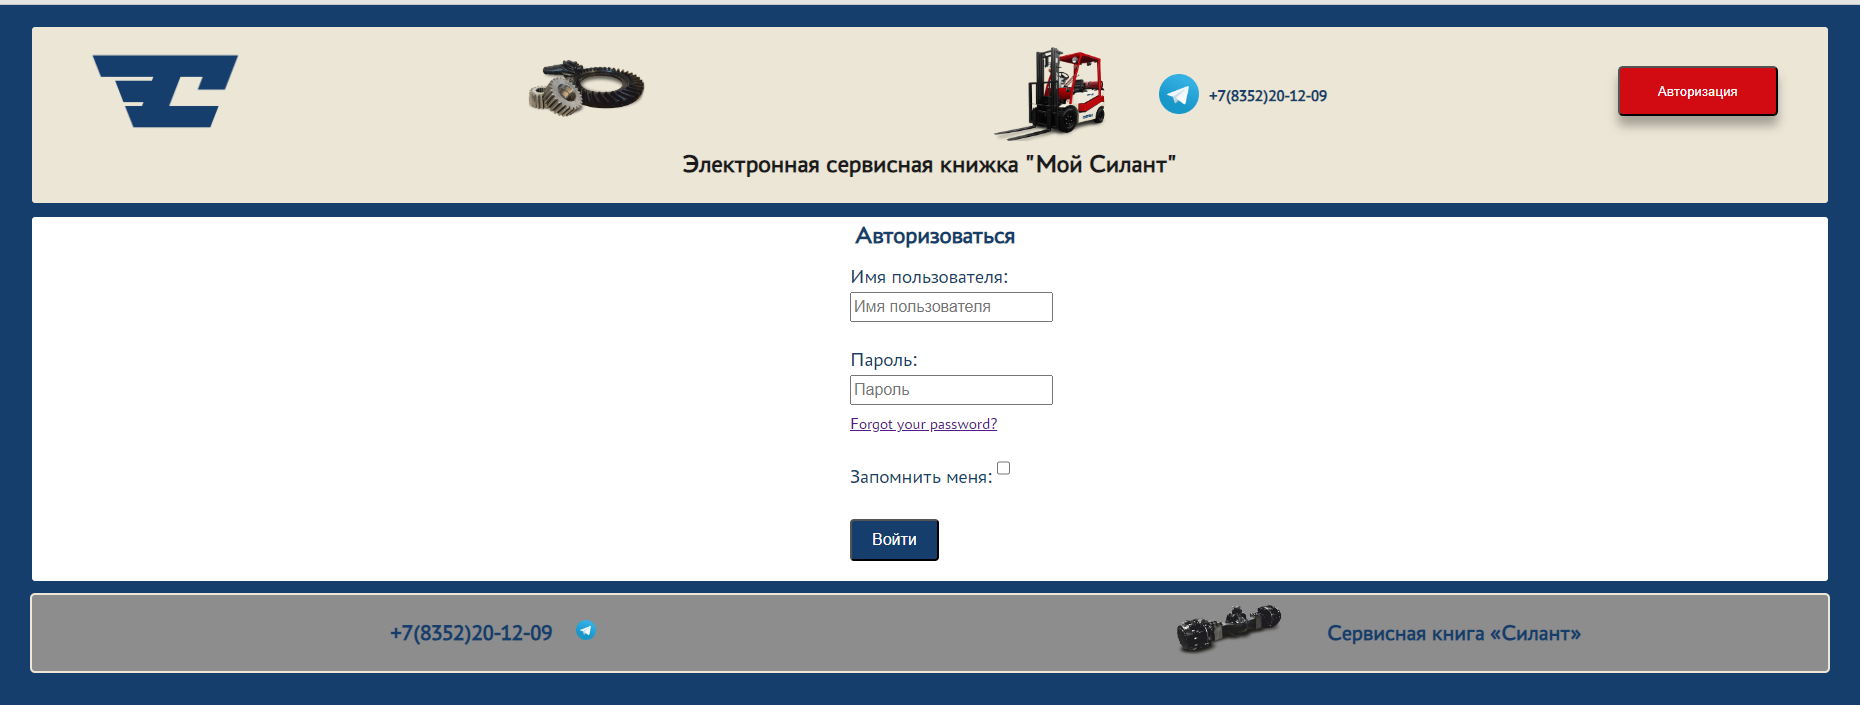 +7(8352)20-12-09
Авторизация
Электронная сервисная книжка "Мой Силант"
Авторизоваться
Имя пользователя:
Имя пользователя
Пароль:
Пароль
Forgot your password?
Запомнить меня:
Войти
+7(8352)20-12-09
Сервисная книга «Силант»